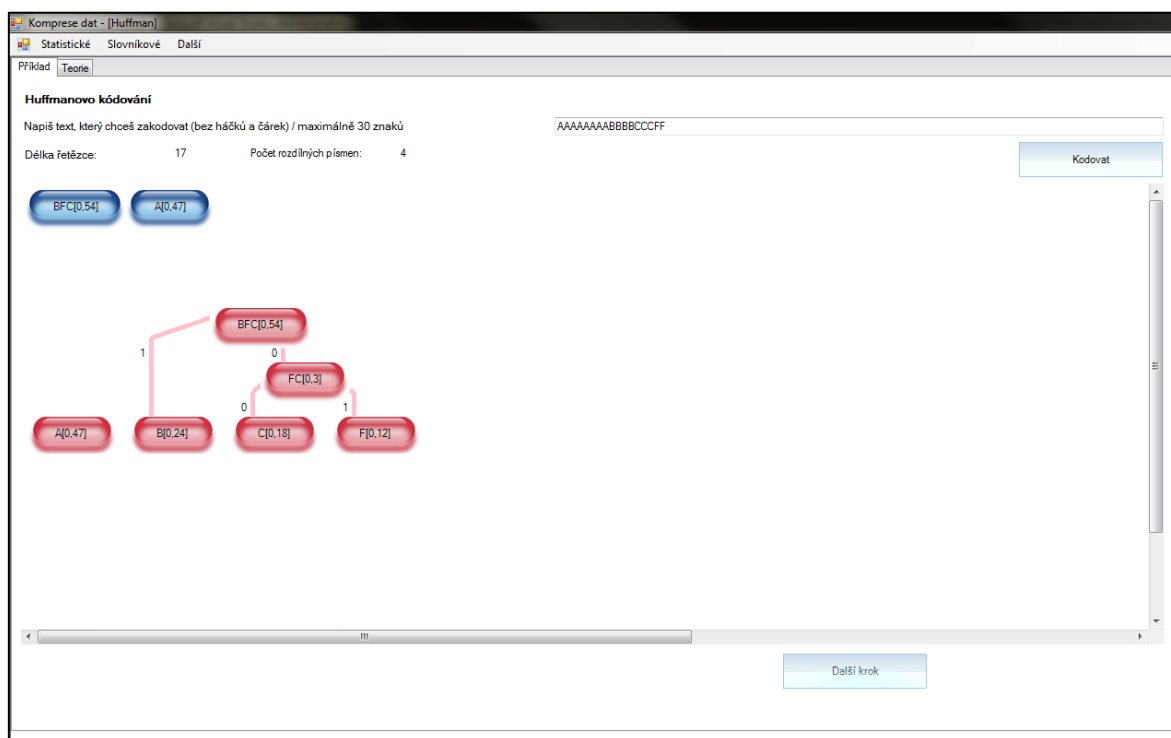 Komprese dat - [Huffman]
Statistické Slovníkové Další
Příklad Teorie
Huffmanovo kódování
Napiš text, který chceš zakodovat (bez háčků a čárek) / maximálně 30 znaků AAAAAAAABBBBCCCFF
Délka řetězce: 17 Počet rozdílných písmen: 4
Kodovat
BFC[0,54] A[0,47]
BFC[0,54]
1 0
FC[0,3]
0 1
A[0,47] B[0,24] C[0,18] F[0,12]
Další krok